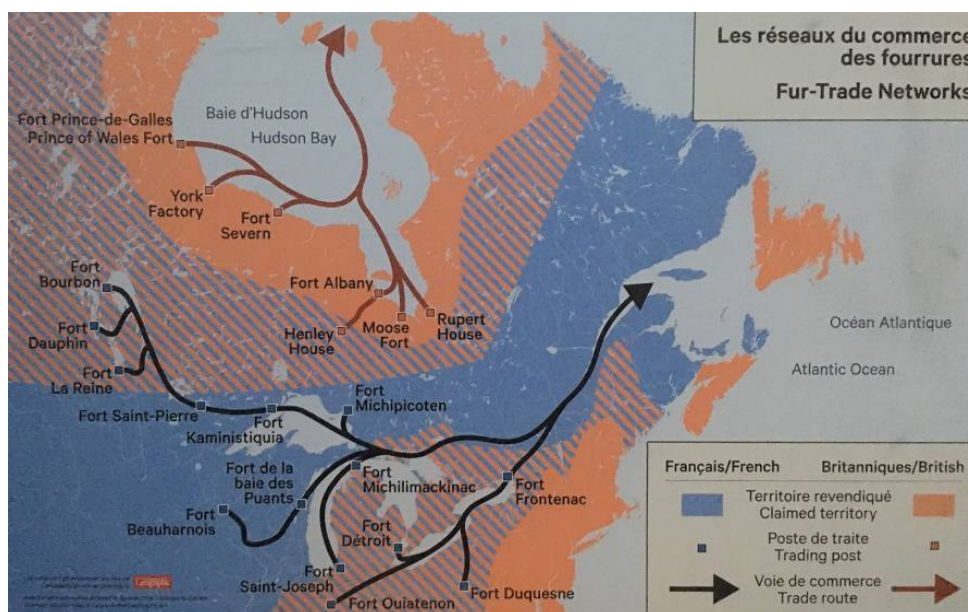 Les réseaux du commerce
des fourrures
Fur-Trade Networks
Baie d'Hudson
Hudson Bay
Fort Prince-de-Galles
Prince of Wales Fort
York
Factory
Fort
Severn
Fort
Bourbon
Fort Albany
Rupert
House
Moose
Fort
Henley
House
Fort
Dauphin
Fort
La Reine
Océan Atlantique
Atlantic Ocean
Fort Saint-Pierre
Fort
Kaministiquia
Fort
Michipicoten
Fort de la
baie des
Puants
Fort
Michilimackinac
Fort
Frontenac
Fort
Beauharnois
Fort
Détroit
Fort
Saint-Joseph
Fort Ouiatenon
Fort Duquesne
Français/French
Britanniques/British
Territoire revendiqué
Claimed territory
Poste de traite
Trading post
Voie de commerce
Trade route
Geographic